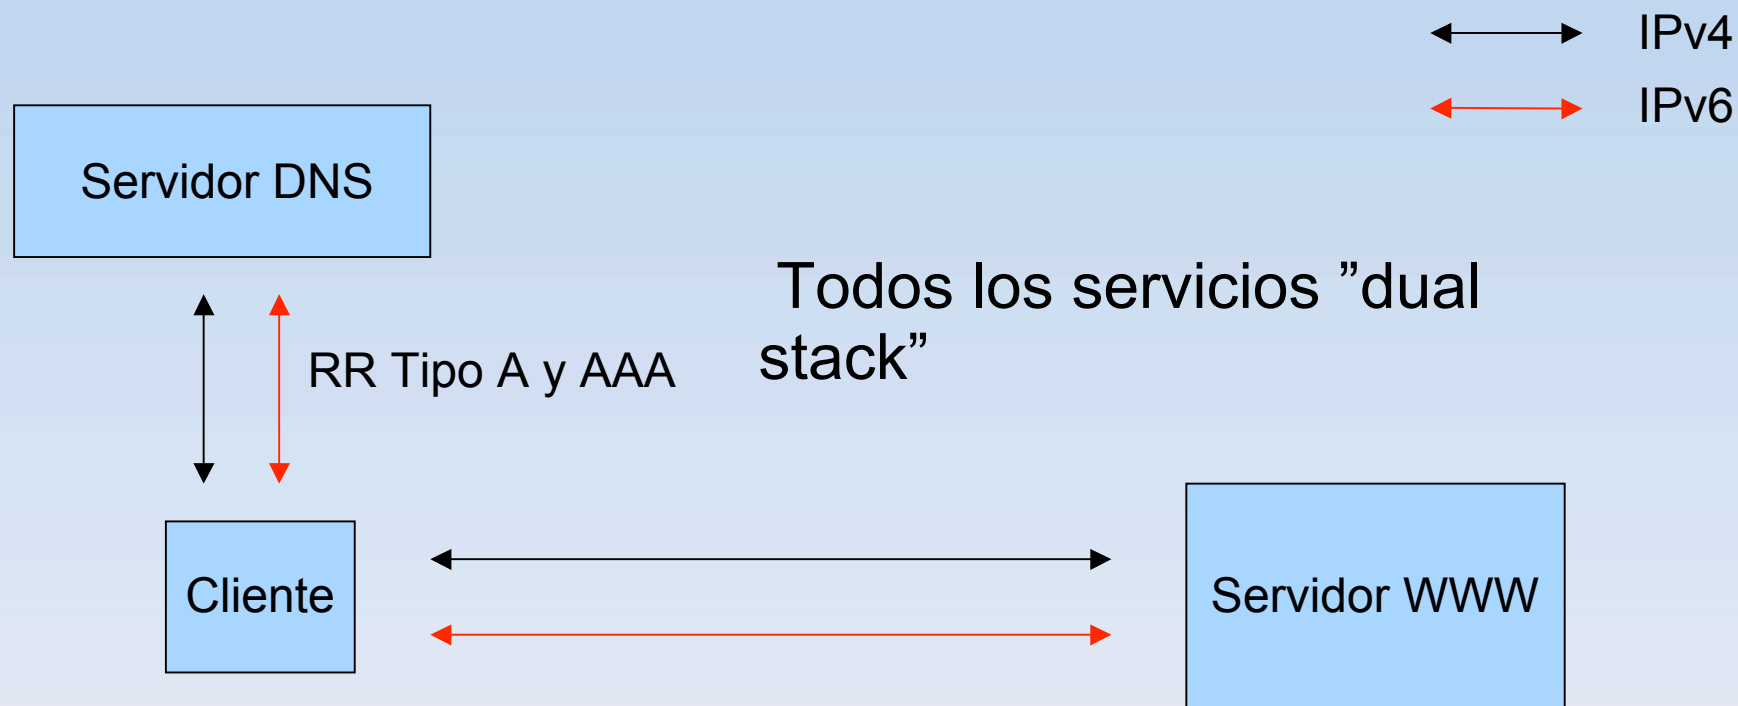 IPv4
IPv6
Servidor DNS
Todos los servicios ”dual
stack”
RR Tipo A y AAA
Cliente
Servidor WWW